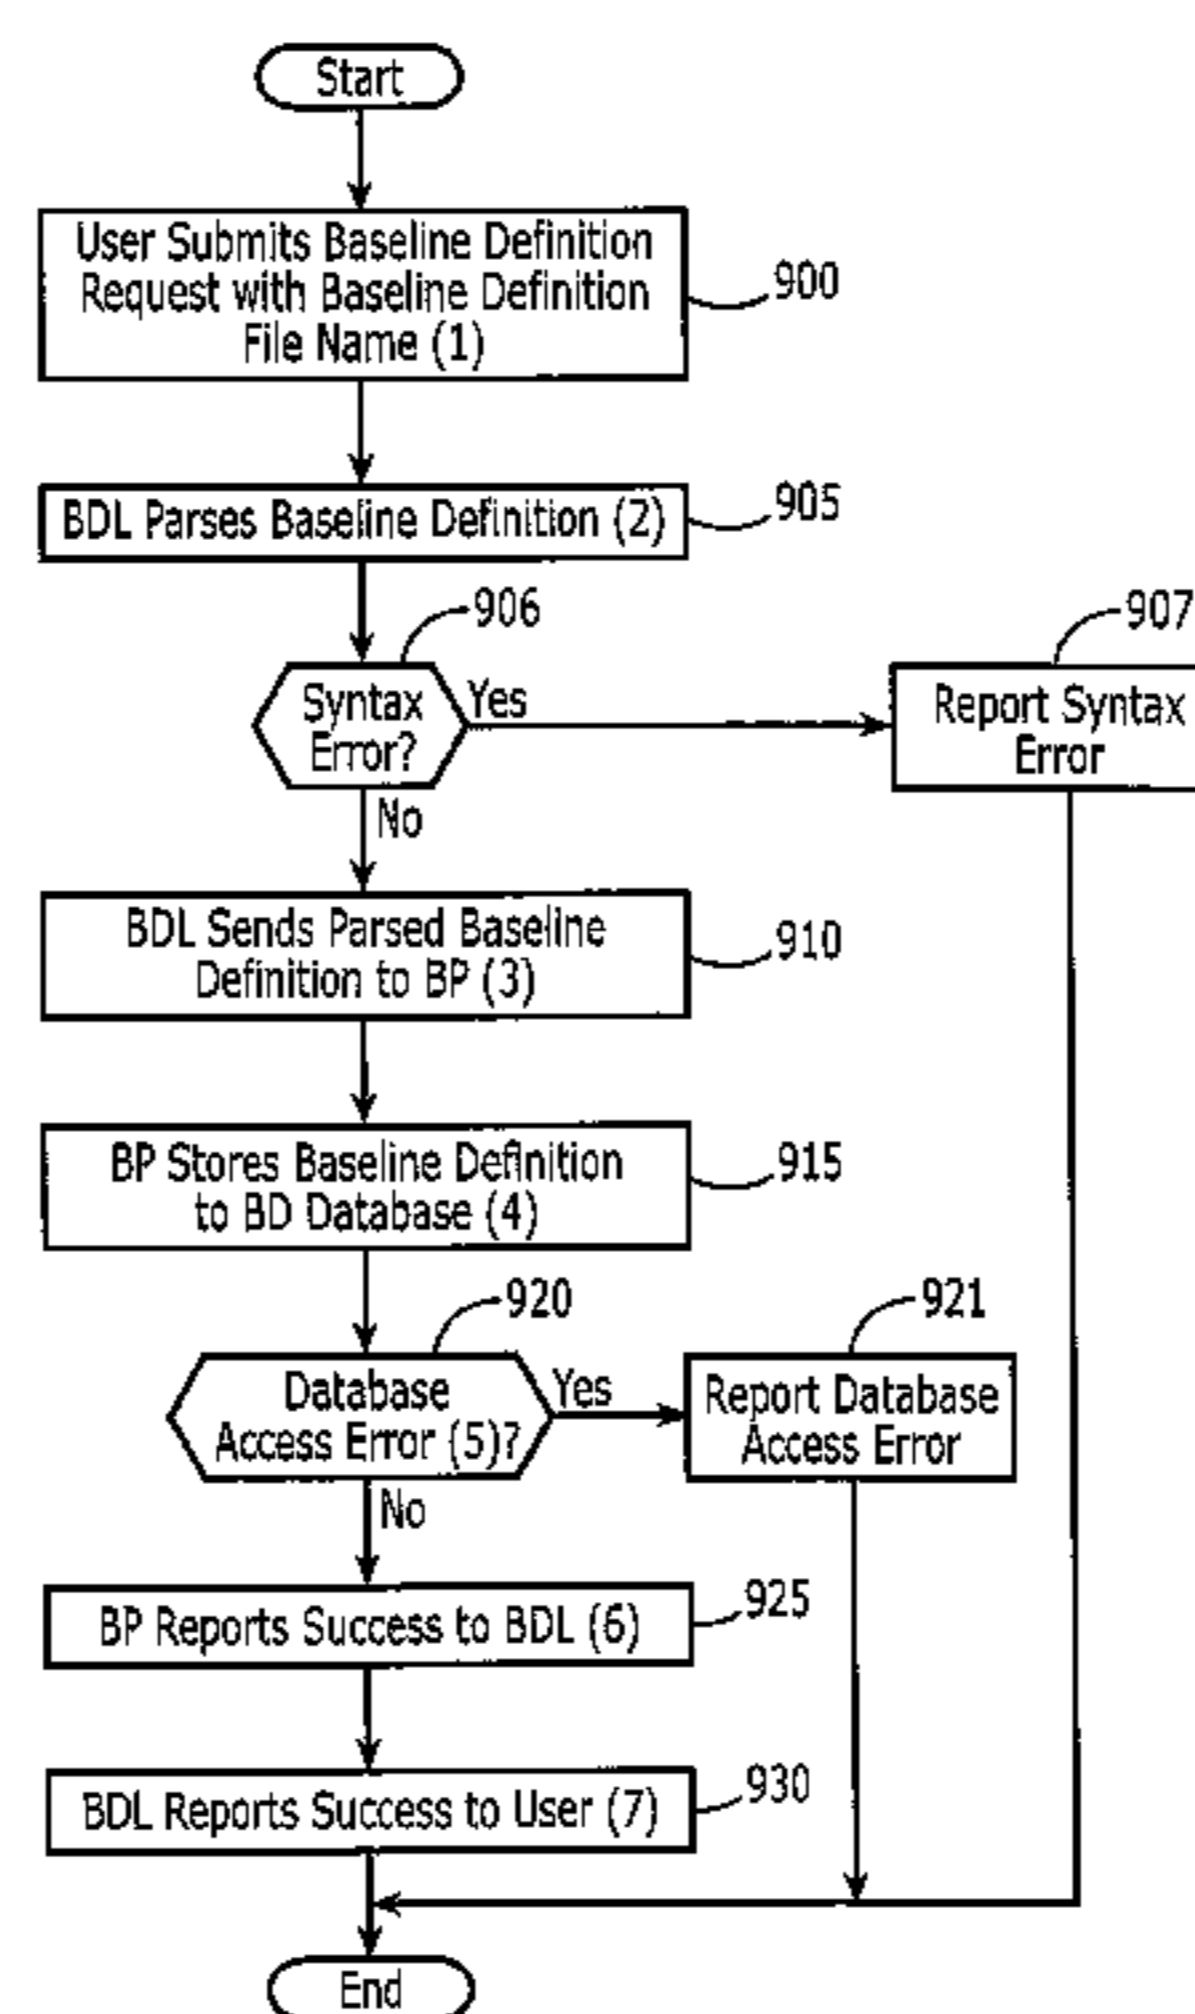 Start
User Submits Baseline Definition
Request with Baseline Definition
File Name (1)
900
BDL Parses Baseline Definition (2)
905
906
907
Syntax
Error?
Yes
Report Syntax
Error
No
BDL Sends Parsed Baseline
Definition to BP (3)
910
BP Stores Baseline Definition
to BD Database (4)
915
920
921
Database
Access Error (5)?
Yes
Report Database
Access Error
No
BP Reports Success to BDL (6)
925
BDL Reports Success to User (7)
930
End